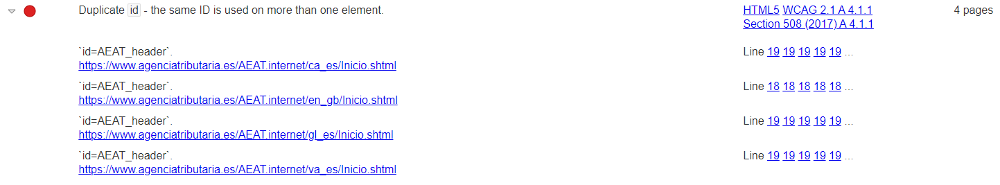 Duplicate id - the same ID is used on more than one element. HTML5 WCAG 2.1 A 4.1.1 4 pages
Section 508 (2017) A 4.1.1
`id=AEAT_header`. Line 19 19 19 19 19 ...
https://www.agenciatributaria.es/AEAT.internet/ca_es/Inicio.shtml
`id=AEAT_header`. Line 18 18 18 18 18 ...
https://www.agenciatributaria.es/AEAT.internet/en_gb/Inicio.shtml
`id=AEAT_header`. Line 19 19 19 19 19 ...
https://www.agenciatributaria.es/AEAT.internet/gl_es/Inicio.shtml
`id=AEAT_header`. Line 19 19 19 19 19 ...
https://www.agenciatributaria.es/AEAT.internet/va_es/Inicio.shtml